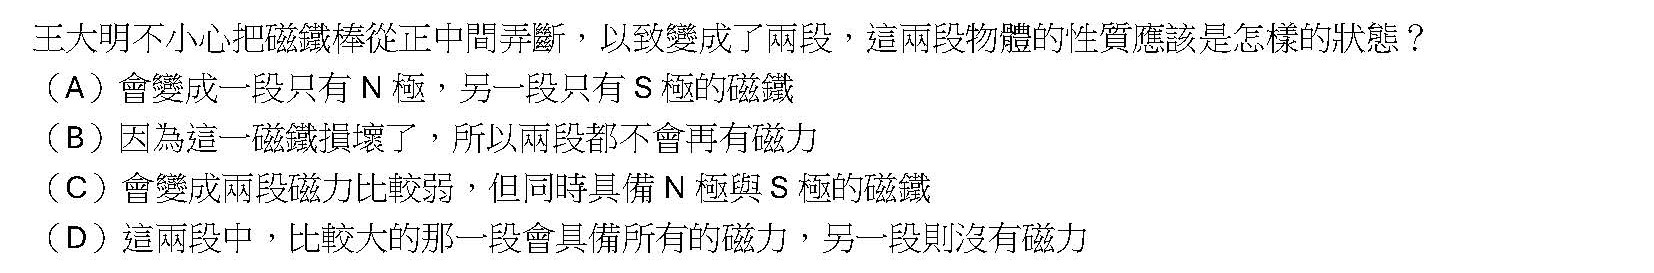 王大明不小心把磁鐵棒從正中間弄斷，以致變成了兩段，這兩段物體的性質應該是怎樣的狀態？
（A）會變成一段只有 N 極，另一段只有 S 極的磁鐵
（B）因為這一磁鐵損壞了，所以兩段都不會再有磁力
（C）會變成兩段磁力比較弱，但同時具備 N 極與 S 極的磁鐵
（D）這兩段中，比較大的那一段會具備所有的磁力，另一段則沒有磁力